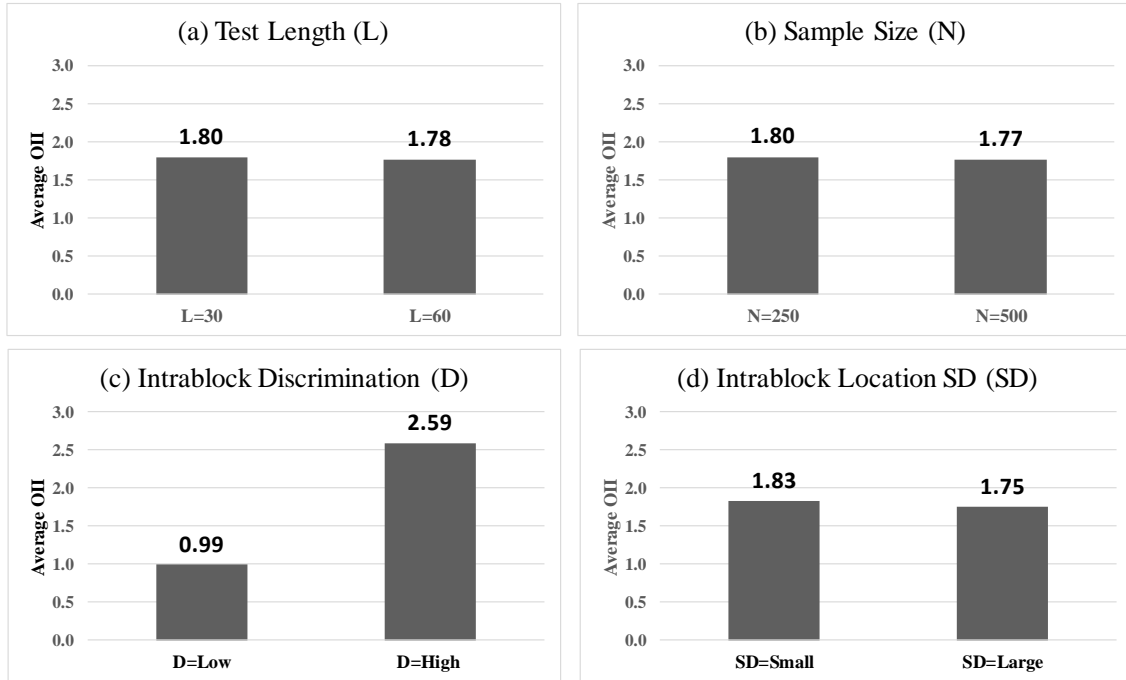 (a) Test Length (L)
3.0
2.5
2.0
1.5
1.0
0.5
0.0
Average OII
1.80
1.78
L=30
L=60
(b) Sample Size (N)
3.0
2.5
2.0
1.5
1.0
0.5
0.0
Average OII
1.80
1.77
N=250
N=500
(c) Intrablock Discrimination (D)
3.0
2.5
2.0
1.5
1.0
0.5
0.0
Average OII
0.99
2.59
D=Low
D=High
(d) Intrablock Location SD (SD)
3.0
2.5
2.0
1.5
1.0
0.5
0.0
Average OII
1.83
1.75
SD=Small
SD=Large